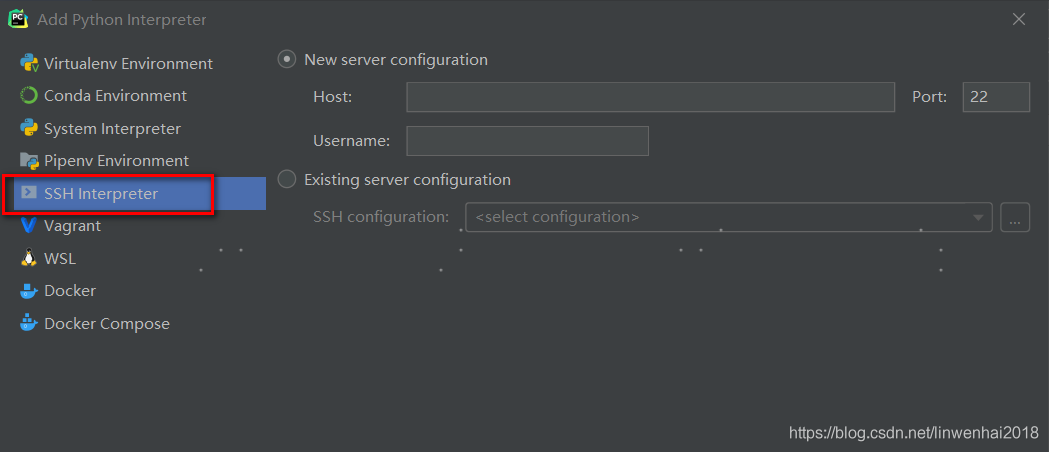 PC
Add Python Interpreter
Virtualenv Environment
Conda Environment
System Interpreter
Pipenv Environment
SSH Interpreter
Vagrant
WSL
Docker
Docker Compose
New server configuration
Host:
Port: 22
Username:
Existing server configuration
SSH configuration: <select configuration> ...
https://blog.csdn.net/linwenhai2018